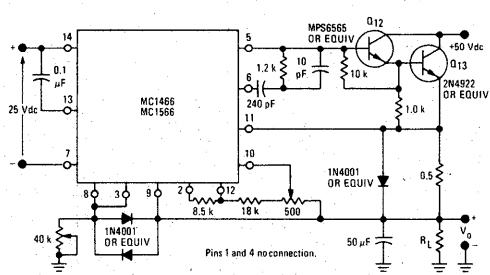 MPS6565
OR EQUIV
Q12
+50 Vdc
Q13
2N4922
OR EQUIV
+
14
0.1
μF
25 Vdc
13
-
7
MC1466
MC1566
5
1.2 k
10
pF
10 k
6
240 pF
1.0 k
11
10
1N4001
OR EQUIV
0.5
8
3
9
2
12
8.5 k
18 k
500
40 k
1N4001
OR EQUIV
50 μF
RL
+
Vo
-
Pins 1 and 4 no connection.